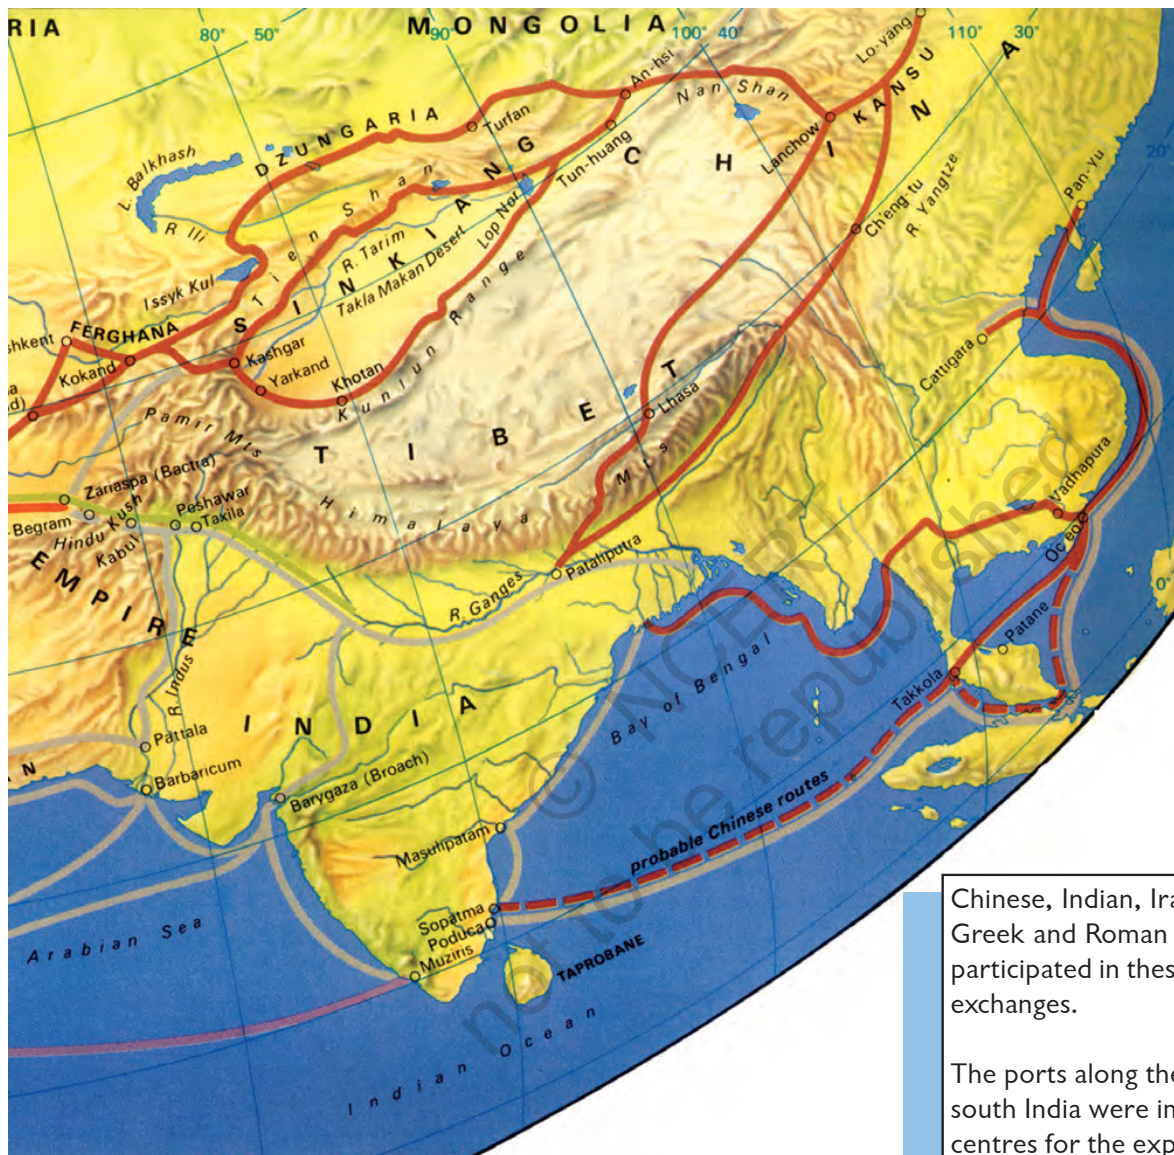 RIA
80°
50°
MONGOLIA
90°
100°
40°
Lo-yang
110°
30°
An-hsi
Nan Shan
KANSU
DZUNGARIA
Turfan
Tun-huang
Lanchow
CHINA
20°
L. Balkhash
R Ili
Tien Shan
SINKIANG
R. Tarim
Takla Makan Desert
Lop Nor
Ch'eng-tu
R. Yangtze
Pan-yu
Issyk Kul
FERGHANA
shkent
Kokand
Kashgar
Yarkand
Khotan
Kunlun Range
Cattigara
Pamir Mts
TIBET
Lhasa
Zariaspa (Bactra)
Begram
Hindu Kush
Kabul
Peshawar
Taxila
Himalaya Mts
Vadhapura
Oc eo
EMPIRE
R. Indus
R. Ganges
Pataliputra
0°
Patane
Takkola
INDIA
Bay of Bengal
Pattala
Barbaricum
Barygaza (Broach)
Masulipatam
probable Chinese routes
Sopatma
Poduca
Muziris
TAPROBANE
Arabian Sea
Indian Ocean
© NCERT
not to be republished
Chinese, Indian, Ira
Greek and Roman
participated in thes
exchanges.
The ports along the
south India were in
centres for the exp